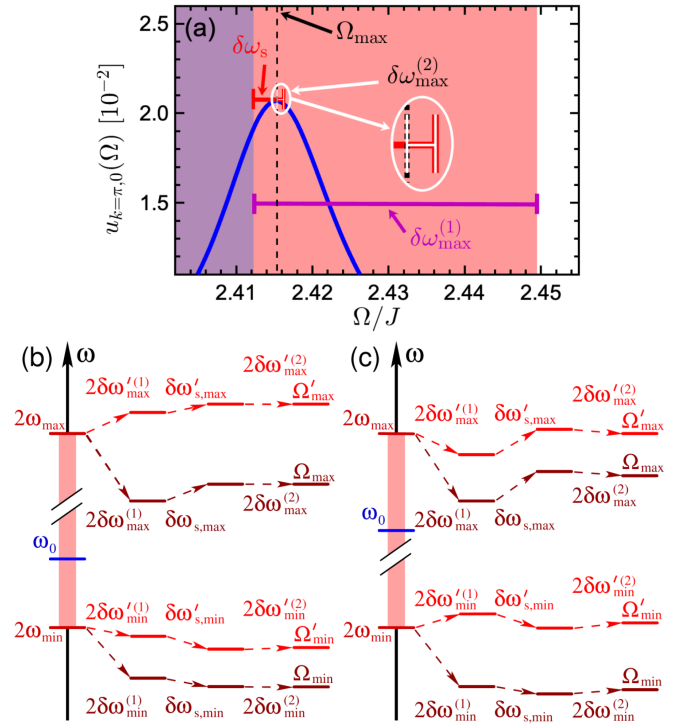 (a)
Ω_max
δω_s
δω_max^(2)
δω_max^(1)
u_{k=π,0}(Ω) [10^{-2}]
2.5
2.0
1.5
2.41 2.42 2.43 2.44 2.45
Ω/J
(b)
ω
2δω'_max^(1) δω'_s,max 2δω'_max^(2) Ω'_max
2ω_max
2δω_max^(1) δω_s,max 2δω_max^(2) Ω_max
ω_0
2δω'_min^(1) δω'_s,min 2δω'_min^(2) Ω'_min
2ω_min
2δω_min^(1) δω_s,min 2δω_min^(2) Ω_min
(c)
ω
2δω'_max^(1) δω'_s,max 2δω'_max^(2) Ω'_max
2ω_max
2δω_max^(1) δω_s,max 2δω_max^(2) Ω_max
ω_0
2δω'_min^(1) δω'_s,min 2δω'_min^(2) Ω'_min
2ω_min
2δω_min^(1) δω_s,min 2δω_min^(2) Ω_min